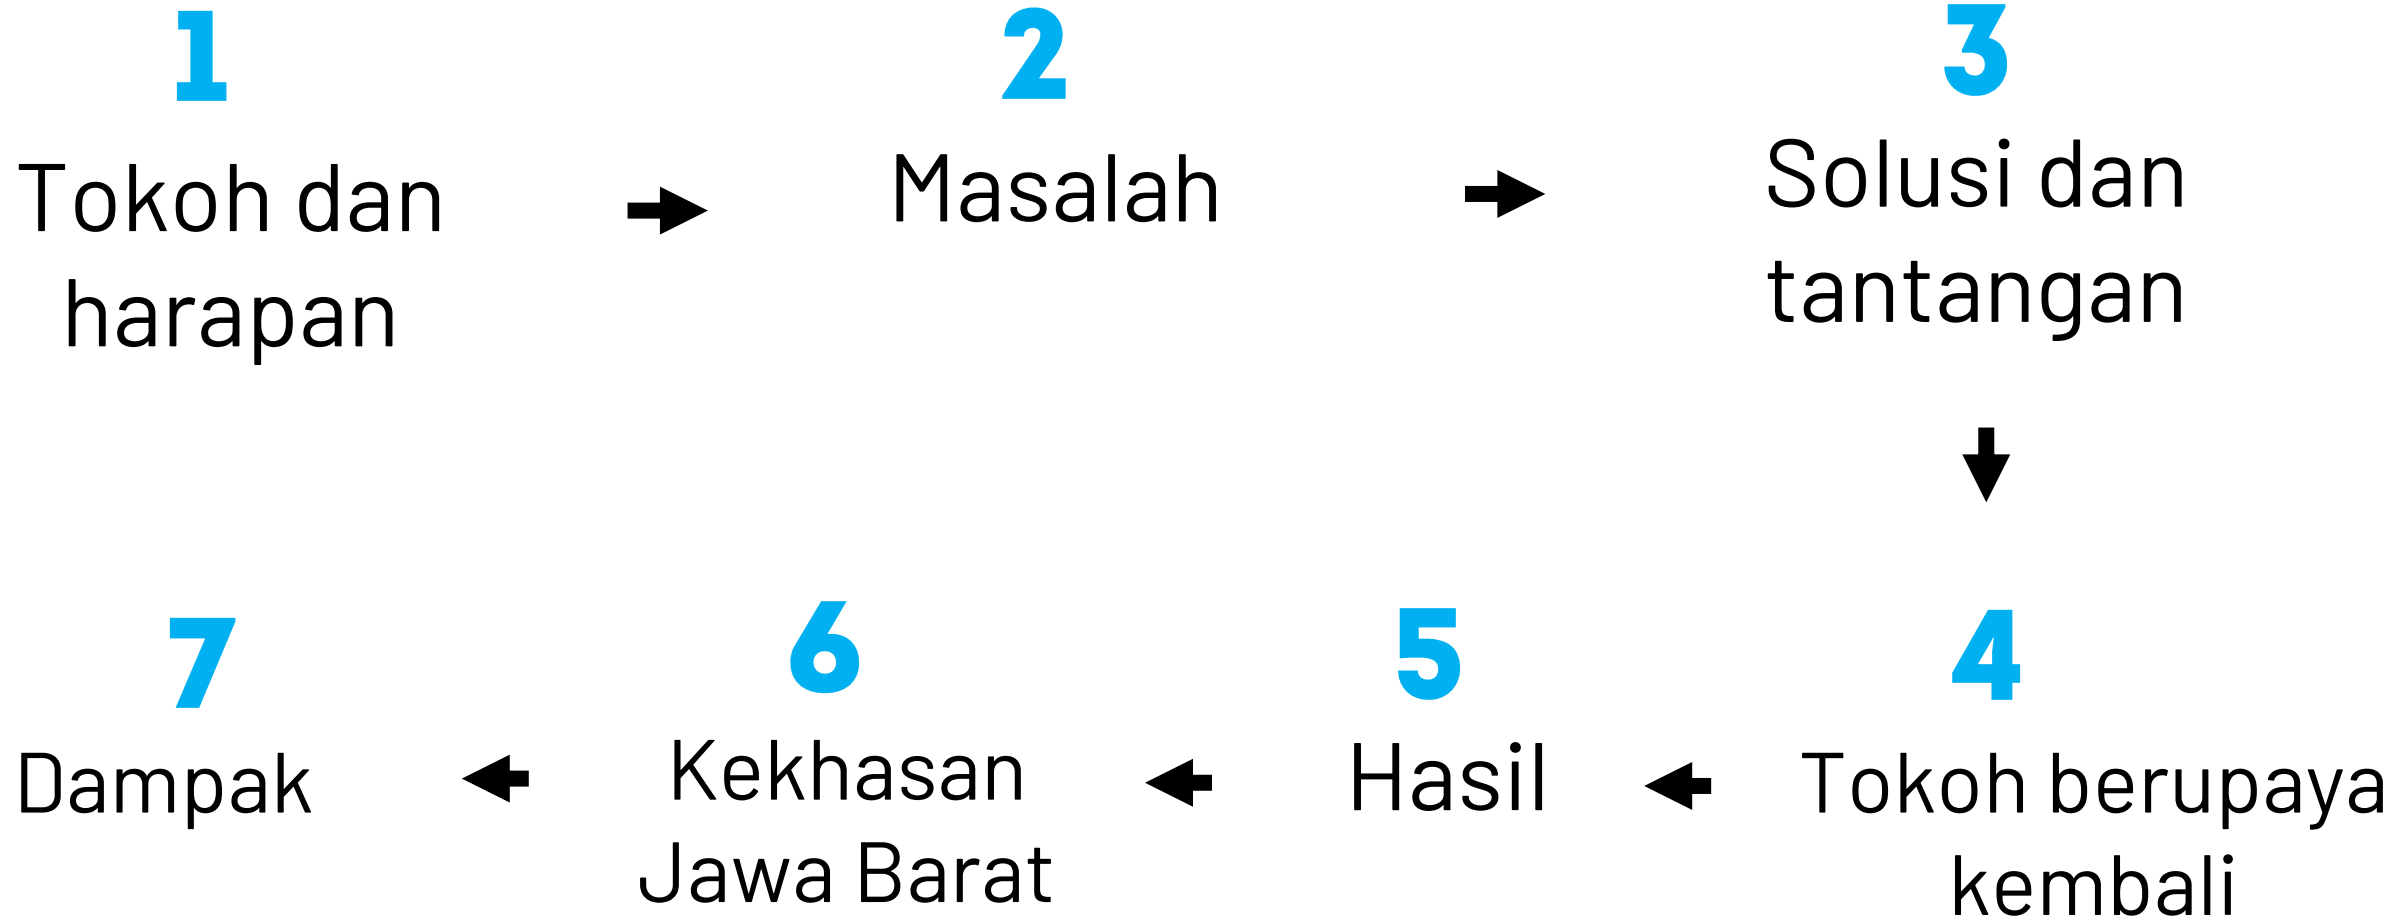 1
Tokoh dan
harapan
2
Masalah
3
Solusi dan
tantangan
4
Tokoh berupaya
kembali
5
Hasil
6
Kekhasan
Jawa Barat
7
Dampak